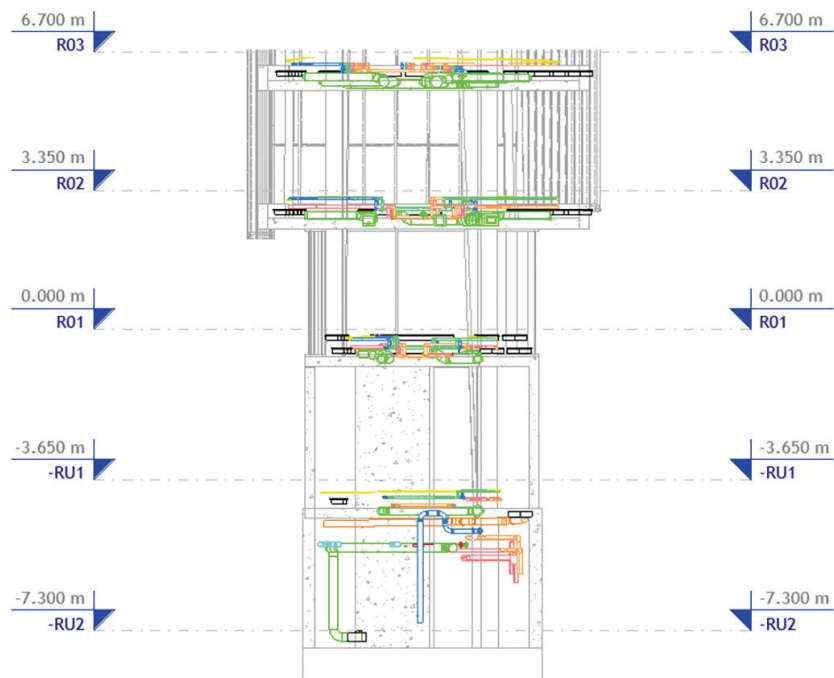 6.700 m 6.700 m
R03 R03
3.350 m 3.350 m
R02 R02
0.000 m 0.000 m
R01 R01
-3.650 m -3.650 m
-RU1 -RU1
-7.300 m -7.300 m
-RU2 -RU2